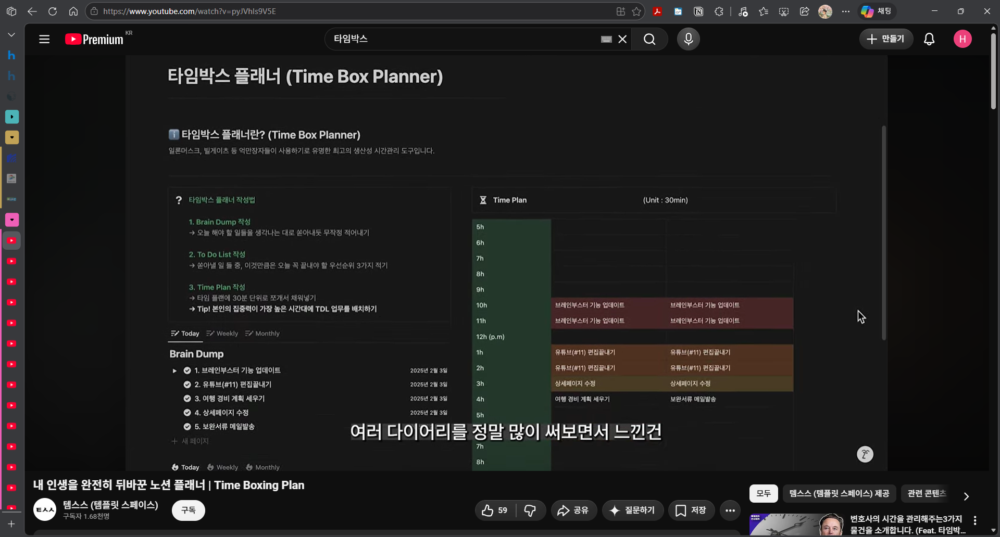 https://www.youtube.com/watch?v=pyJVhIs9V5E
채팅
Premium KR
타임박스
만들기
H
타임박스 플래너 (Time Box Planner)
타임박스 플래너란? (Time Box Planner)
일론머스크, 빌게이츠 등 억만장자들이 사용하기로 유명한 최고의 생산성 시간관리 도구입니다.
? 타임박스 플래너 작성법
1. Brain Dump 작성
→ 오늘 해야 할 일들을 생각나는 대로 쏟아내듯 무작정 적어내기
2. To Do List 작성
→ 쏟아낼 일 들 중, 이것만큼은 오늘 꼭 끝내야 할 우선순위 3가지 적기
3. Time Plan 작성
→ 타임 플랜에 30분 단위로 쪼개서 채워넣기
→ Tip! 본인의 집중력이 가장 높은 시간대에 TDL 업무를 배치하기
Today Weekly Monthly
Brain Dump
1. 브레인부스터 기능 업데이트 2025년 2월 3일
2. 유튜브(#11) 편집끝내기 2025년 2월 3일
3. 여행 경비 계획 세우기 2025년 2월 3일
4. 상세페이지 수정 2025년 2월 3일
5. 보완서류 메일발송
+ 새 페이지
Today Weekly Monthly
Time Plan (Unit : 30min)
5h
6h
7h
8h
9h
10h 브레인부스터 기능 업데이트 브레인부스터 기능 업데이트
11h 브레인부스터 기능 업데이트 브레인부스터 기능 업데이트
12h (p.m)
1h 유튜브(#11) 편집끝내기 유튜브(#11) 편집끝내기
2h 유튜브(#11) 편집끝내기 유튜브(#11) 편집끝내기
3h 상세페이지 수정 상세페이지 수정
4h 여행 경비 계획 세우기 보완서류 메일발송
5h
7h
8h
여러 다이어리를 정말 많이 써보면서 느낀건
내 인생을 완전히 뒤바꾼 노션 플래너 | Time Boxing Plan
ㅌㅅㅅ
템스스 (템플릿 스페이스)
구독자 1.68천명
구독
59
공유
질문하기
저장
모두
템스스 (템플릿 스페이스) 제공
관련 콘텐츠
변호사의 시간을 관리해주는3가지
물건을 소개합니다. (Feat. 타임박...